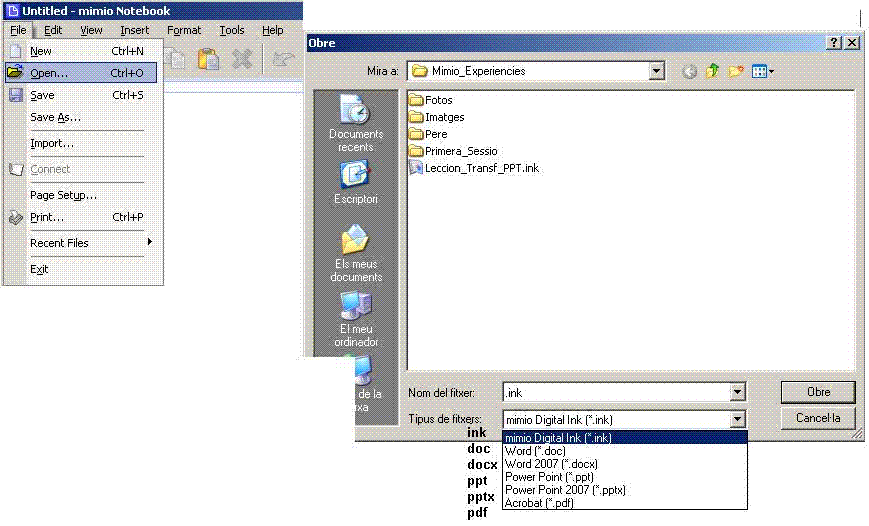 Untitled - mimio Notebook
File Edit View Insert Format Tools Help
New Ctrl+N
Open... Ctrl+O
Save Ctrl+S
Save As...
Import...
Connect
Page Setup...
Print... Ctrl+P
Recent Files
Exit
Obre
Mira a: Mimio_Experiencies
Documents recents
Escriptori
Els meus documents
El meu ordinador
de la
xa
Fotos
Imatges
Pere
Primera_Sessio
Leccion_Transf_PPT.ink
Nom del fitxer: .ink Obre
Tipus de fitxers: mimio Digital Ink (*.ink) Cancel·la
ink mimio Digital Ink (*.ink)
doc Word (*.doc)
docx Word 2007 (*.docx)
ppt Power Point (*.ppt)
pptx Power Point 2007 (*.pptx)
pdf Acrobat (*.pdf)